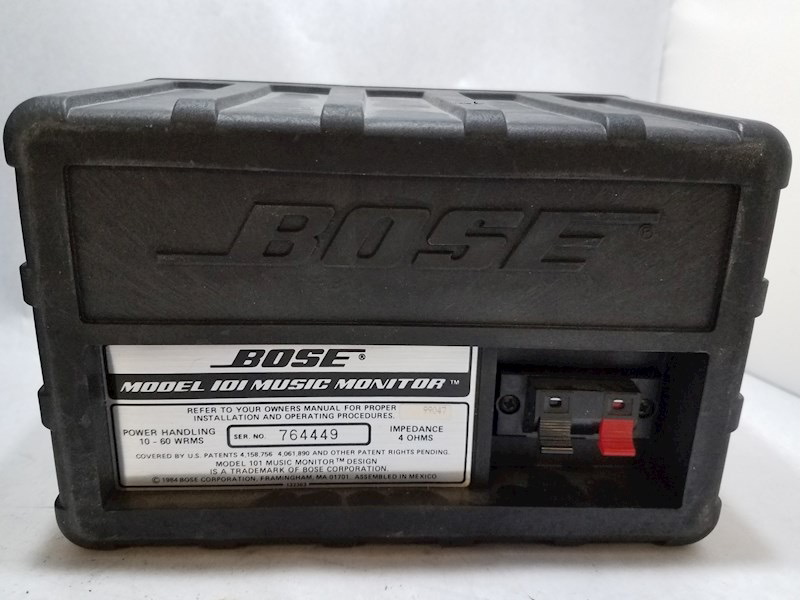 BOSE®
BOSE®
MODEL 101 MUSIC MONITOR™
REFER TO YOUR OWNERS MANUAL FOR PROPER
INSTALLATION AND OPERATING PROCEDURES.
99047
POWER HANDLING
10 - 60 WRMS
SER. NO. 764449
IMPEDANCE
4 OHMS
COVERED BY U.S. PATENTS 4,158,756 4,061,890 AND OTHER PATENT RIGHTS PENDING.
MODEL 101 MUSIC MONITOR™ DESIGN
IS A TRADEMARK OF BOSE CORPORATION
© 1984 BOSE CORPORATION, FRAMINGHAM, MA 01701. ASSEMBLED IN MEXICO